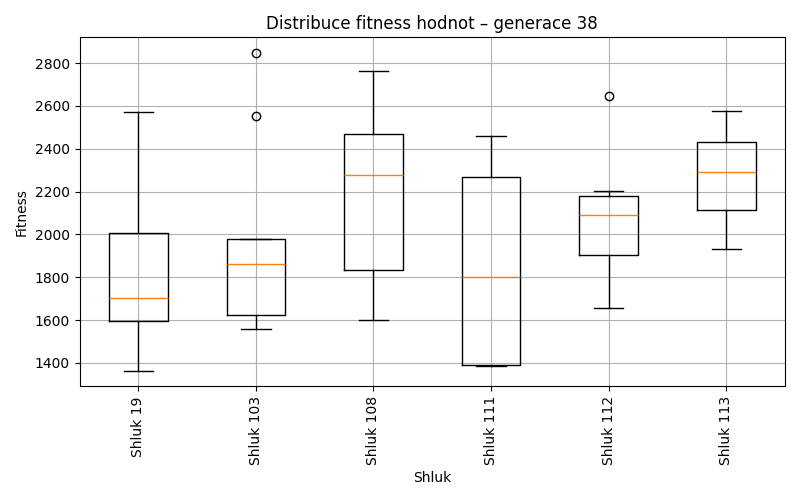 Distribuce fitness hodnot – generace 38
Fitness
2800
2600
2400
2200
2000
1800
1600
1400
Shluk 19
Shluk 103
Shluk 108
Shluk 111
Shluk 112
Shluk 113
Shluk